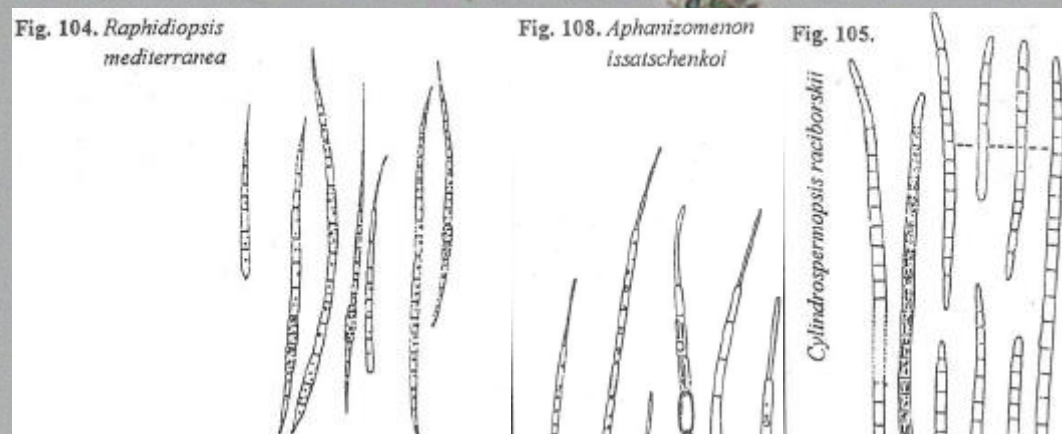 Fig. 104. Raphidiopsis
mediterranea
Fig. 108. Aphanizomenon
issatschenkoi
Fig. 105.
Cylindrospermopsis raciborskii